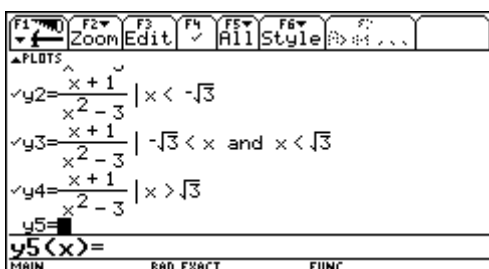 F1 F2 Zoom F3 Edit F4 ✓ F5 All F6 Style F7
▲PLOTS
✓y2=(x + 1)/(x² - 3) | x < -√3
✓y3=(x + 1)/(x² - 3) | -√3 < x and x < √3
✓y4=(x + 1)/(x² - 3) | x > √3
y5=
y5(x)=
MAIN RAD EXACT FUNC